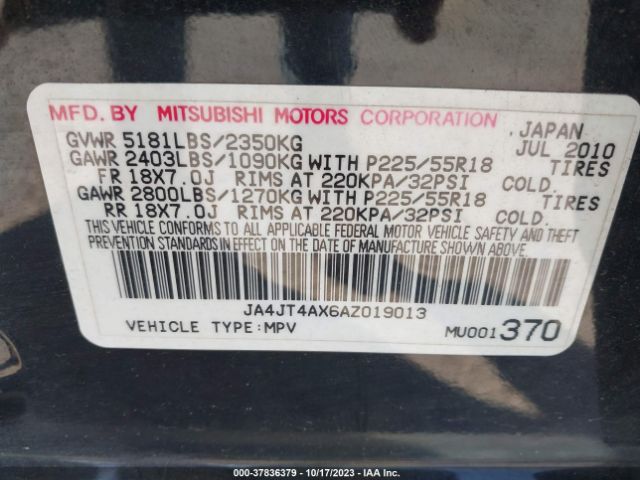 MFD. BY MITSUBISHI MOTORS CORPORATION JAPAN
GVWR 5181LBS/2350KG JUL 2010
GAWR 2403LBS/1090KG WITH P225/55R18 TIRES
FR 18X7.0J RIMS AT 220KPA/32PSI COLD.
GAWR 2800LBS/1270KG WITH P225/55R18 TIRES
RR 18X7.0J RIMS AT 220KPA/32PSI COLD.
THIS VEHICLE CONFORMS TO ALL APPLICABLE FEDERAL MOTOR VEHICLE SAFETY AND THEFT
PREVENTION STANDARDS IN EFFECT ON THE DATE OF MANUFACTURE SHOWN ABOVE.
JA4JT4AX6AZ019013
VEHICLE TYPE:MPV MU001370
000-37836379 - 10/17/2023 - IAA Inc.